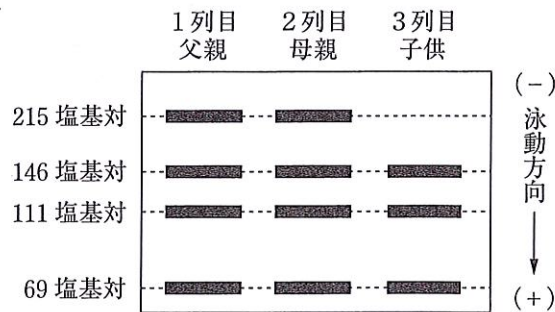 1列目
父親
2列目
母親
3列目
子供
215 塩基対
146 塩基対
111 塩基対
69 塩基対
(−)
泳動方向
(+)